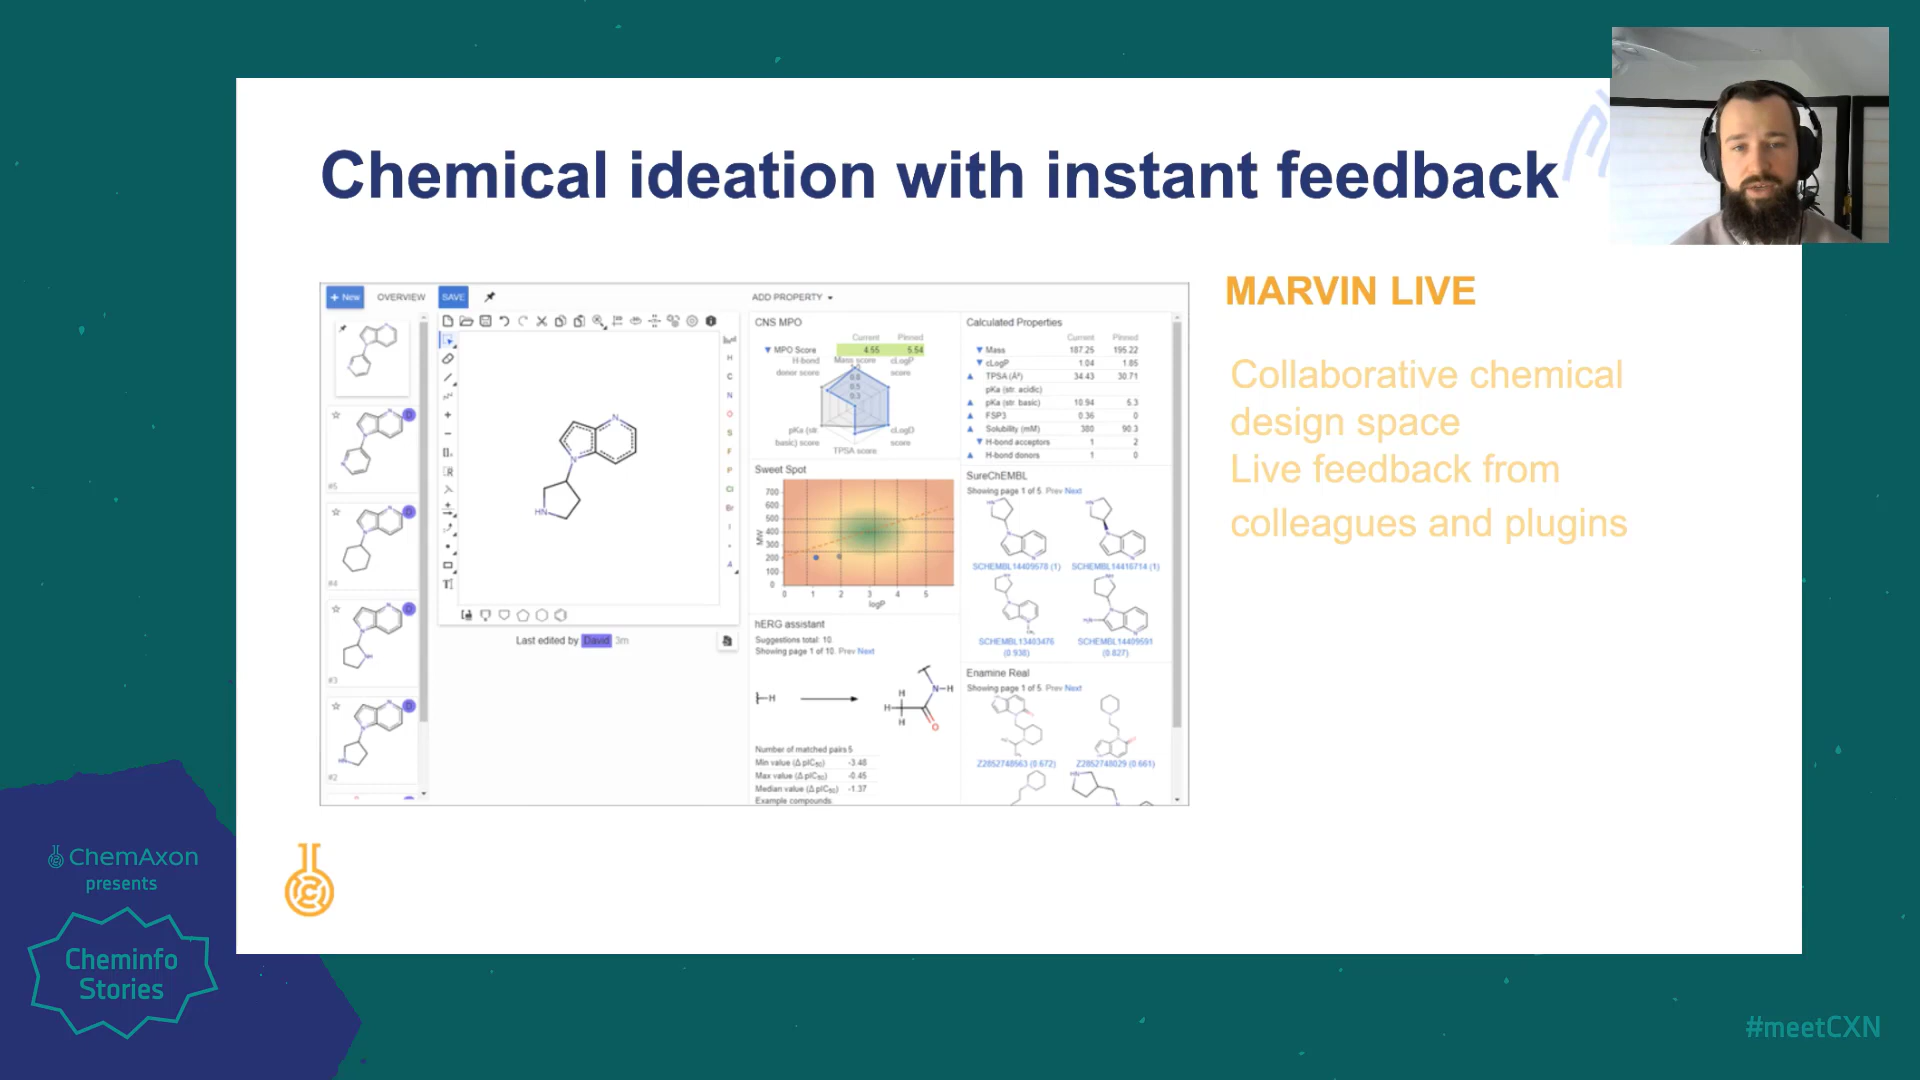 Chemical ideation with instant feedback
MARVIN LIVE
Collaborative chemical
design space
Live feedback from
colleagues and plugins
+ New
OVERVIEW
SAVE
ADD PROPERTY
#5
#4
#3
#2
D
D
D
D
H
C
N
O
S
F
P
Cl
Br
I
*
A
N
N
HN
Last edited by David 3m
CNS MPO
Current Pinned
MPO Score 4.55 5.54
H-bond
donor score
Mass score
cLogP
score
pKa (str.
basic) score
TPSA score
cLogD
score
Sweet Spot
MW
700
600
500
400
300
200
100
0
0 1 2 3 4 5
logP
hERG assistant
Suggestions total: 10.
Showing page 1 of 10. Prev Next
H
H
H
H
N H
O
Number of matched pairs 5
Min value (Δ pIC50) -3.48
Max value (Δ pIC50) -0.45
Median value (Δ pIC50) -1.37
Example compounds:
Calculated Properties
Current Pinned
Mass 187.25 195.22
cLogP 1.04 1.85
TPSA (Å²) 34.43 30.71
pKa (str. acidic)
pKa (str. basic) 10.94 5.3
FSP3 0.36 0
Solubility (mM) 380 90.3
H-bond acceptors 1 2
H-bond donors 1 0
SureChEMBL
Showing page 1 of 5. Prev Next
SCHEMBL14409578 (1)
SCHEMBL14416714 (1)
SCHEMBL13403476
(0.938)
SCHEMBL14409591
(0.827)
Enamine Real
Showing page 1 of 5. Prev Next
Z2852748563 (0.672)
Z2852748029 (0.661)
ChemAxon
presents
Cheminfo
Stories
#meetCXN